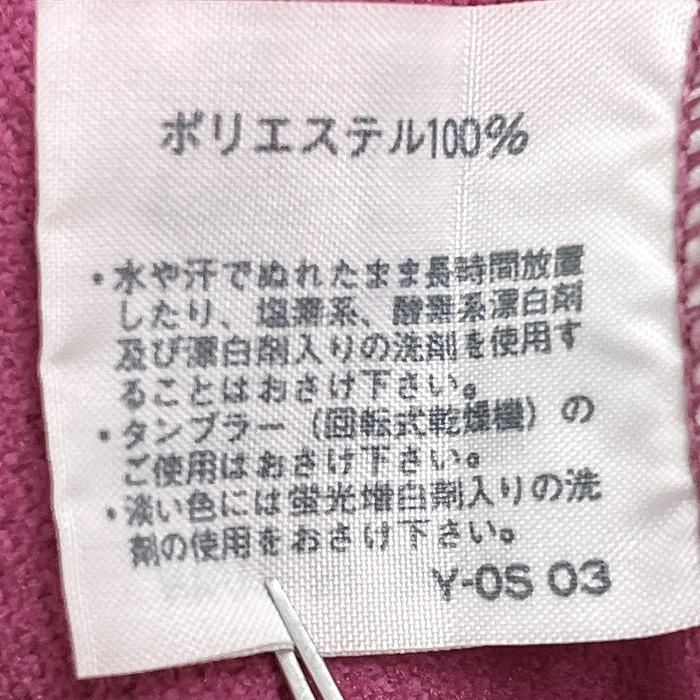 ポリエステル100%
・水や汗でぬれたまま長時間放置
したり、塩素系、酸素系漂白剤
及び漂白剤入りの洗剤を使用す
ることはおさけ下さい。
・タンブラー（回転式乾燥機）の
ご使用はおさけ下さい。
・淡い色には蛍光増白剤入りの洗
剤の使用をおさけ下さい。
Y-OS 03